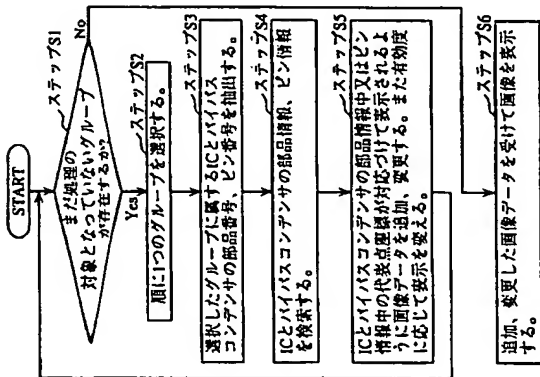 START
ステップS1
まだ処理の
対象となっていないグループ
が存在するか?
No
Yes
ステップS2
順に1つのグループを選択する。
ステップS3
選択したグループに属するICとバイパス
コンデンサの部品番号、ピン番号を抽出する。
ステップS4
ICとバイパスコンデンサの部品情報、ピン情報
を検索する。
ステップS5
ICとバイパスコンデンサの部品情報中又はピン
情報中の代表点座標が対応づけて表示されるよ
うに画像データを追加、変更する。また有効度
に応じて表示を変える。
ステップS6
追加、変更した画像データを受けて画像を表示
する。